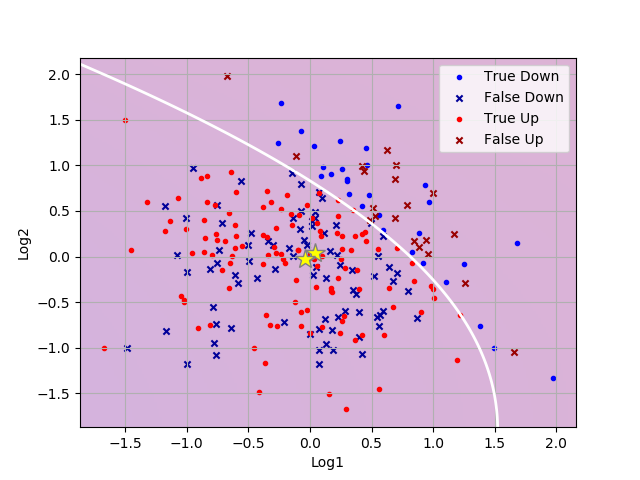 2.0
1.5
1.0
0.5
0.0
−0.5
−1.0
−1.5
Log2
True Down
False Down
True Up
False Up
−1.5 −1.0 −0.5 0.0 0.5 1.0 1.5 2.0
Log1